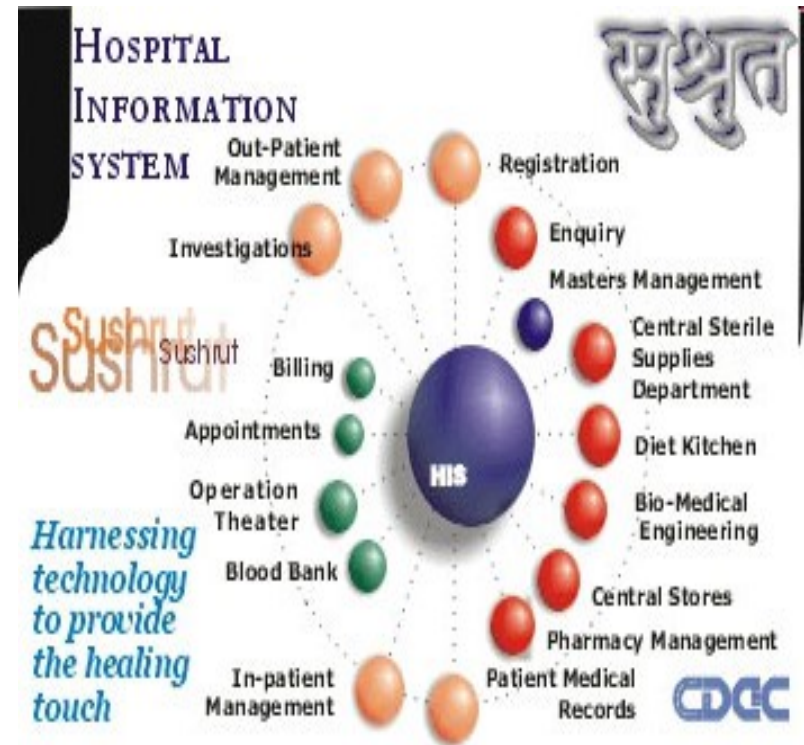 HOSPITAL
INFORMATION
SYSTEM
सुश्रुत
Out-Patient
Management
Registration
Investigations
Enquiry
Masters Management
Sushrut
Sushrut
Sushrut
Central Sterile
Supplies
Department
Billing
Appointments
Diet Kitchen
HIS
Operation
Theater
Bio-Medical
Engineering
Blood Bank
Central Stores
Pharmacy Management
Harnessing
technology
to provide
the healing
touch
In-patient
Management
Patient Medical
Records
CDAC